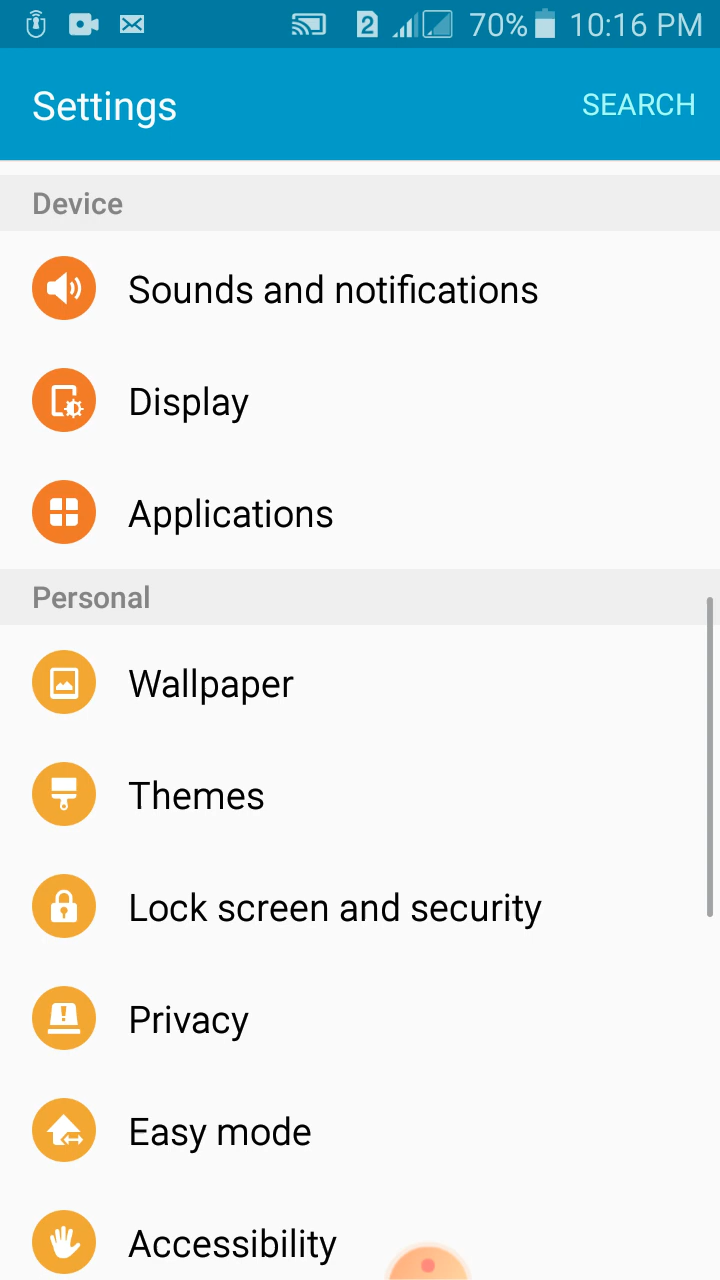 2 70% 10:16 PM
Settings SEARCH
Device
Sounds and notifications
Display
Applications
Personal
Wallpaper
Themes
Lock screen and security
Privacy
Easy mode
Accessibility